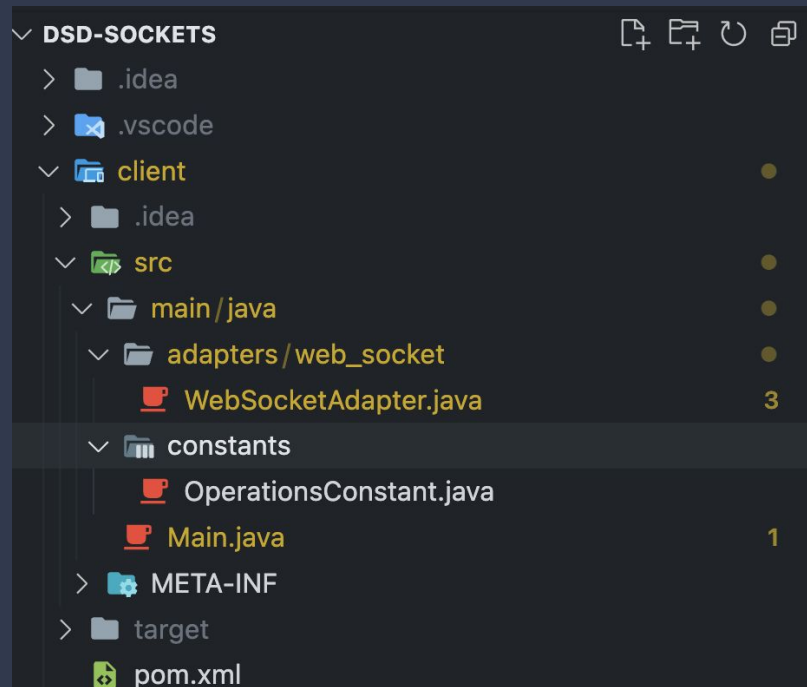 DSD-SOCKETS
.idea
.vscode
client
.idea
src
main/java
adapters/web_socket
WebSocketAdapter.java 3
constants
OperationsConstant.java
Main.java 1
META-INF
target
pom.xml